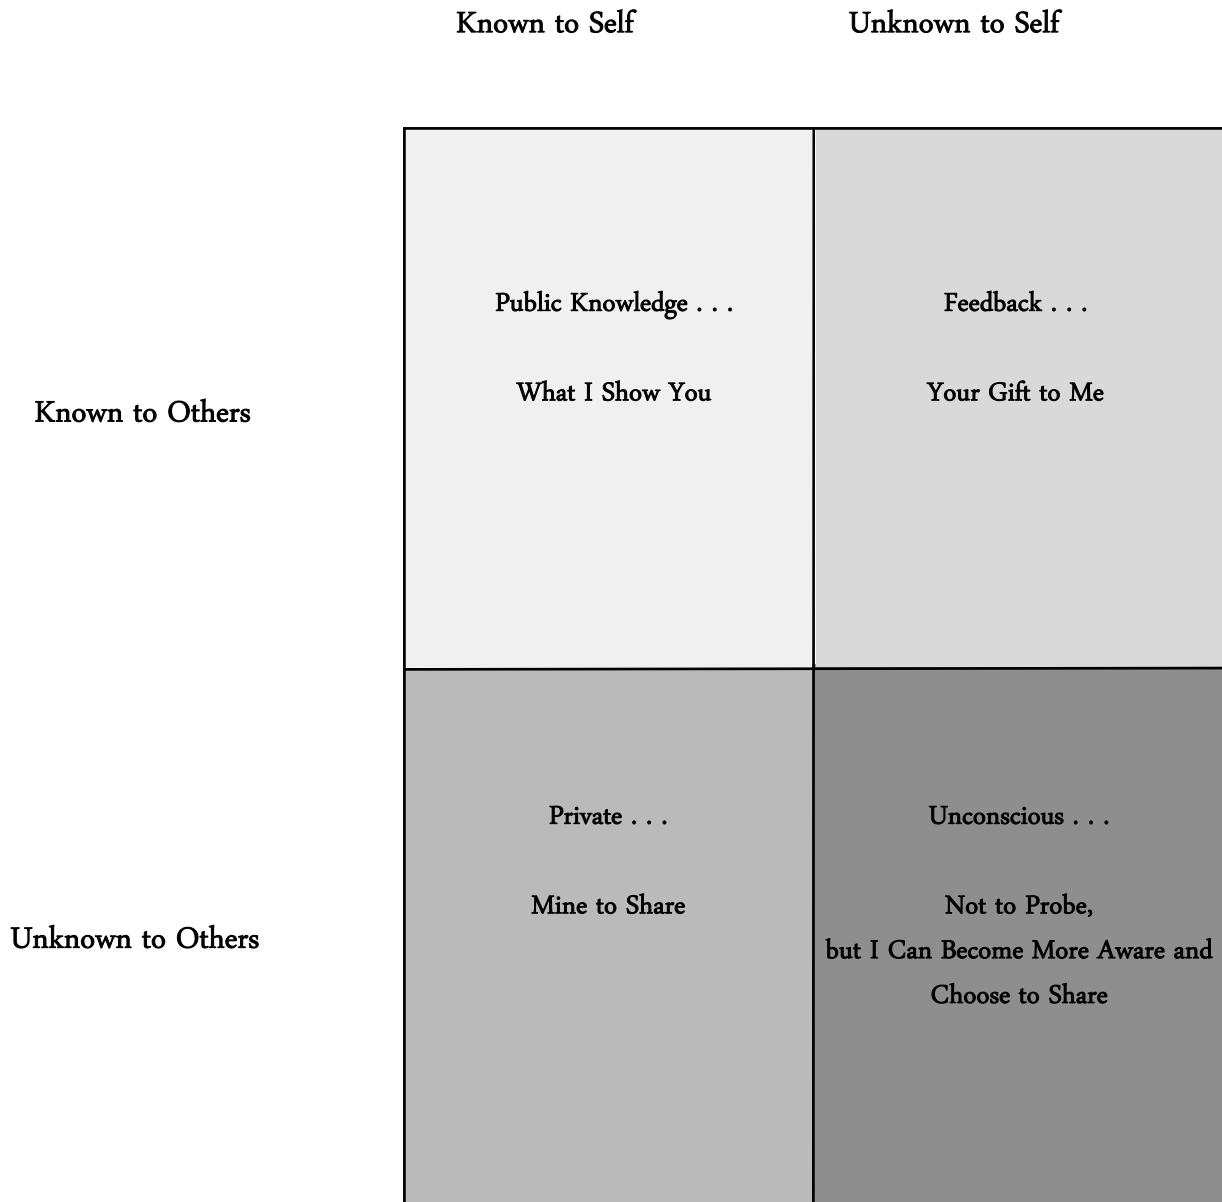 Known to Self
Unknown to Self
Known to Others
Public Knowledge . . .
What I Show You
Feedback . . .
Your Gift to Me
Unknown to Others
Private . . .
Mine to Share
Unconscious . . .
Not to Probe,
but I Can Become More Aware and
Choose to Share